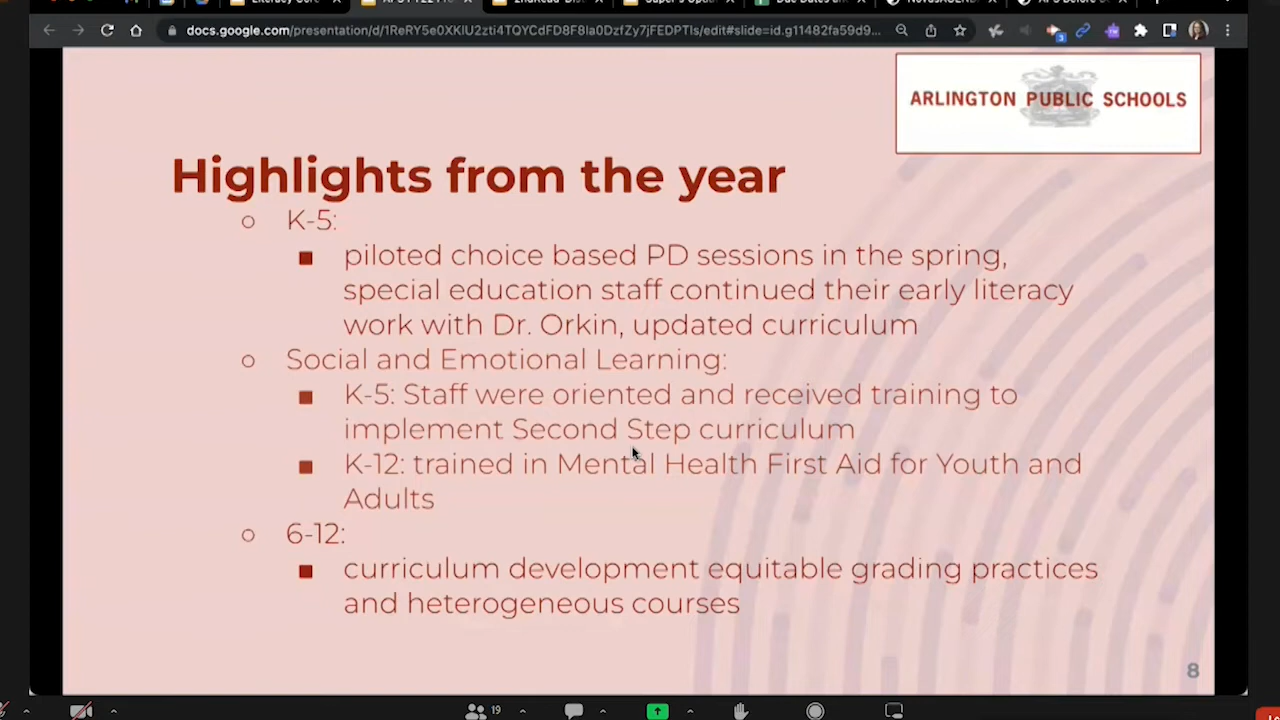 docs.google.com/presentation/d/1ReRY5e0XKlU2zti4TQYCdFD8F8Ia0DzfZy7jFEDPTIs/edit#slide=id.g11482fa59d9...
ARLINGTON PUBLIC SCHOOLS
Highlights from the year
K-5:
piloted choice based PD sessions in the spring,
special education staff continued their early literacy
work with Dr. Orkin, updated curriculum
Social and Emotional Learning:
K-5: Staff were oriented and received training to
implement Second Step curriculum
K-12: trained in Mental Health First Aid for Youth and
Adults
6-12:
curriculum development equitable grading practices
and heterogeneous courses
8
19